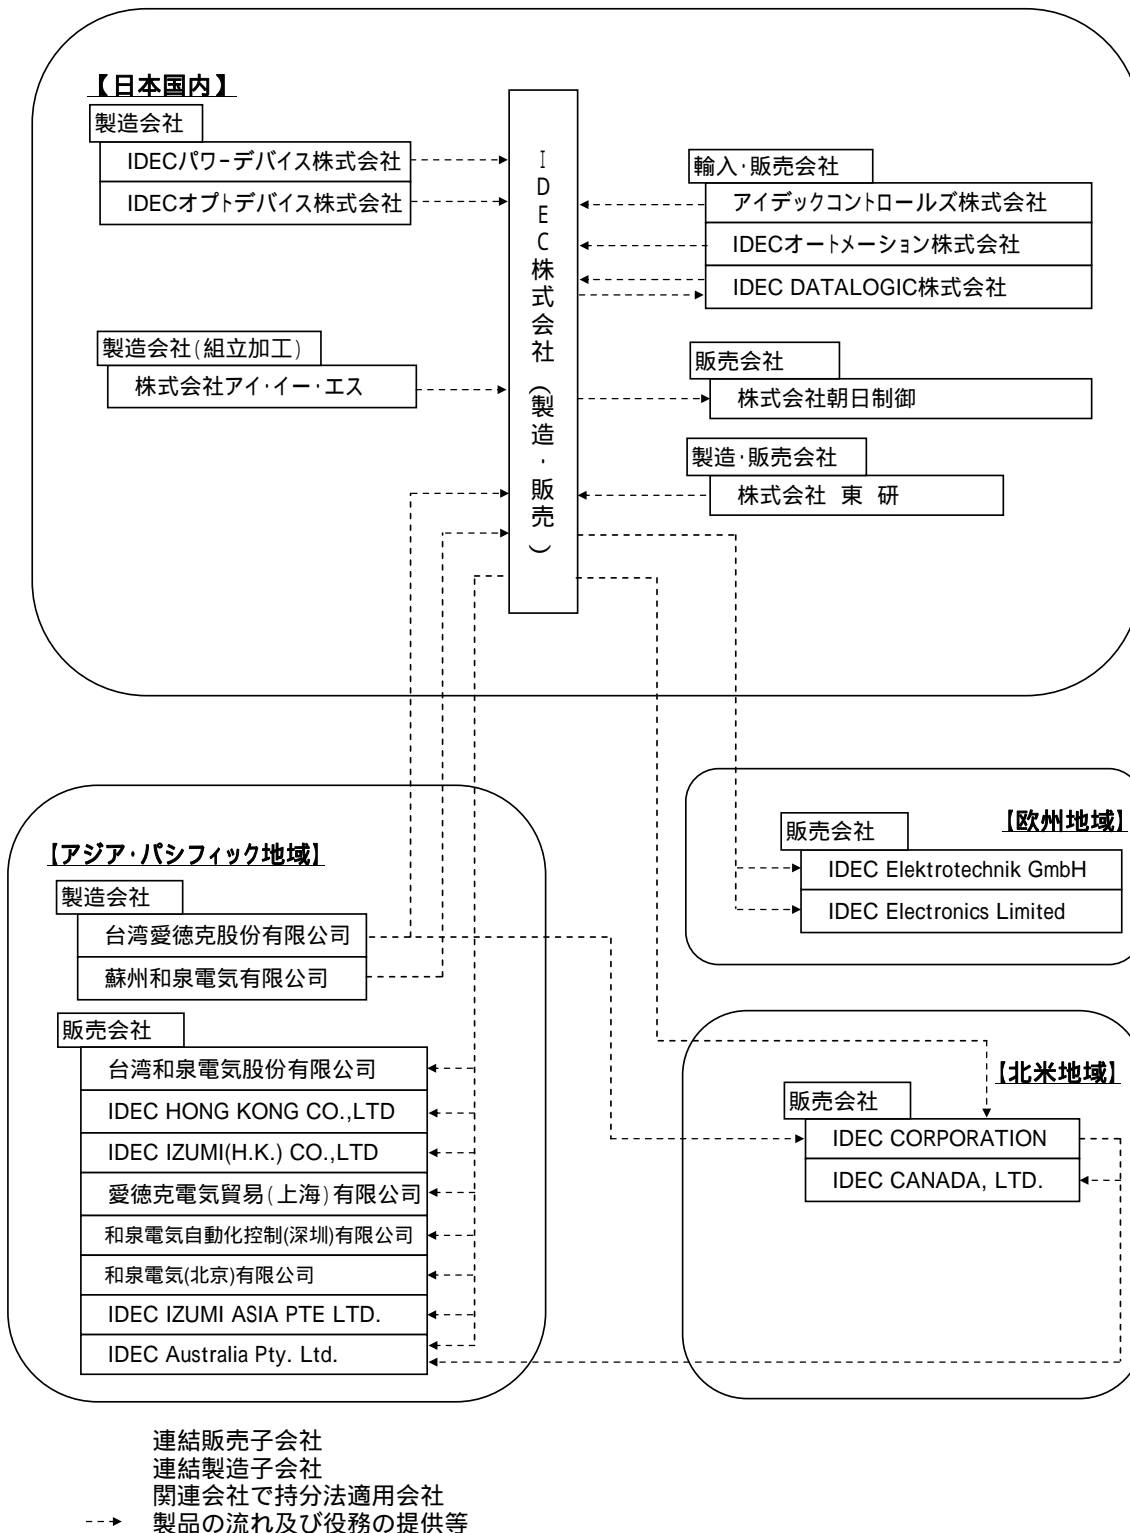 【日本国内】
製造会社
IDECパワーデバイス株式会社
IDECオプトデバイス株式会社
製造会社(組立加工)
株式会社アイ・イー・エス
IDEC株式会社(製造・販売)
輸入・販売会社
アイデックコントロールズ株式会社
IDECオートメーション株式会社
IDEC DATALOGIC株式会社
販売会社
株式会社朝日制御
製造・販売会社
株式会社 東 研
【アジア・パシフィック地域】
製造会社
台湾愛徳克股份有限公司
蘇州和泉電気有限公司
販売会社
台湾和泉電気股份有限公司
IDEC HONG KONG CO.,LTD
IDEC IZUMI(H.K.) CO.,LTD
愛徳克電気貿易(上海)有限公司
和泉電気自動化控制(深圳)有限公司
和泉電気(北京)有限公司
IDEC IZUMI ASIA PTE LTD.
IDEC Australia Pty. Ltd.
【欧州地域】
販売会社
IDEC Elektrotechnik GmbH
IDEC Electronics Limited
【北米地域】
販売会社
IDEC CORPORATION
IDEC CANADA, LTD.
連結販売子会社
連結製造子会社
関連会社で持分法適用会社
製品の流れ及び役務の提供等